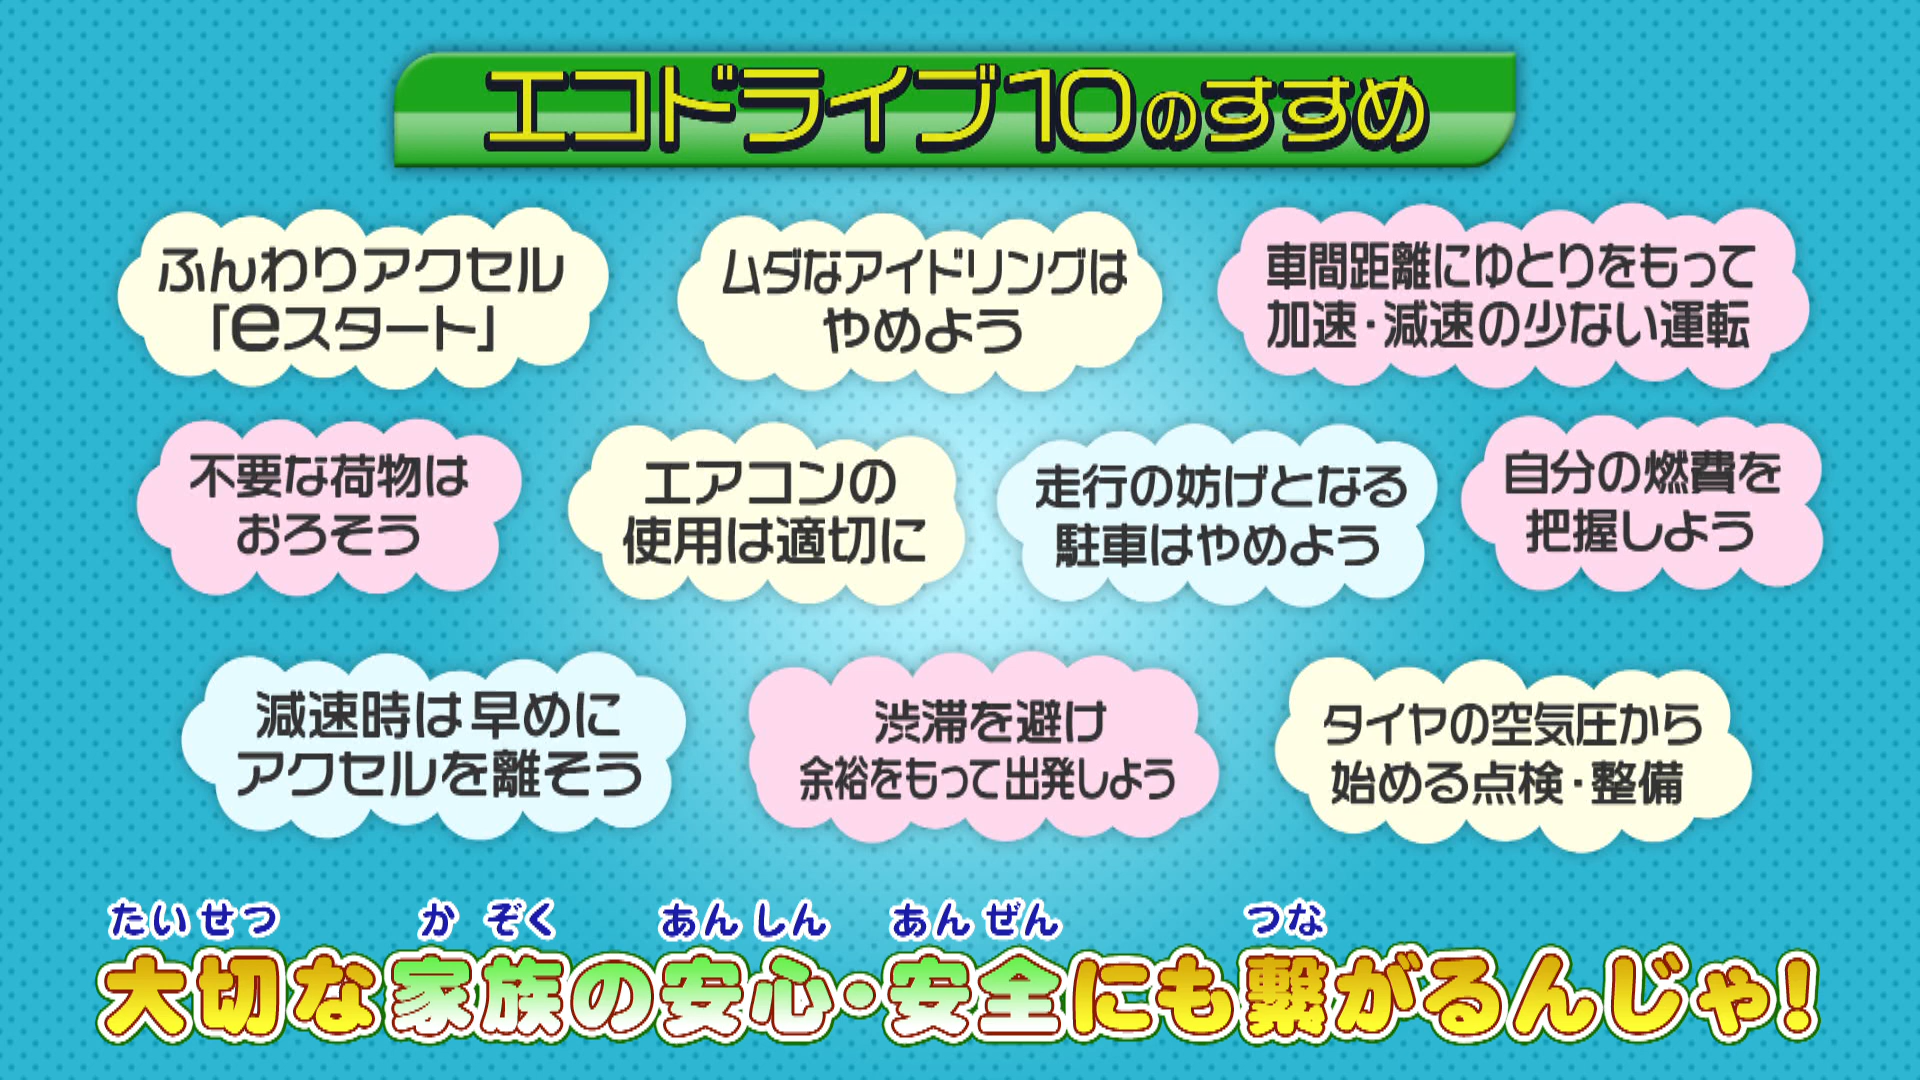 エコドライブ10のすすめ
ふんわりアクセル
「eスタート」
ムダなアイドリングは
やめよう
車間距離にゆとりをもって
加速・減速の少ない運転
不要な荷物は
おろそう
エアコンの
使用は適切に
走行の妨げとなる
駐車はやめよう
自分の燃費を
把握しよう
減速時は早めに
アクセルを離そう
渋滞を避け
余裕をもって出発しよう
タイヤの空気圧から
始める点検・整備
たいせつ かぞく あんしん あんぜん つな
大切な家族の安心・安全にも繋がるんじゃ!